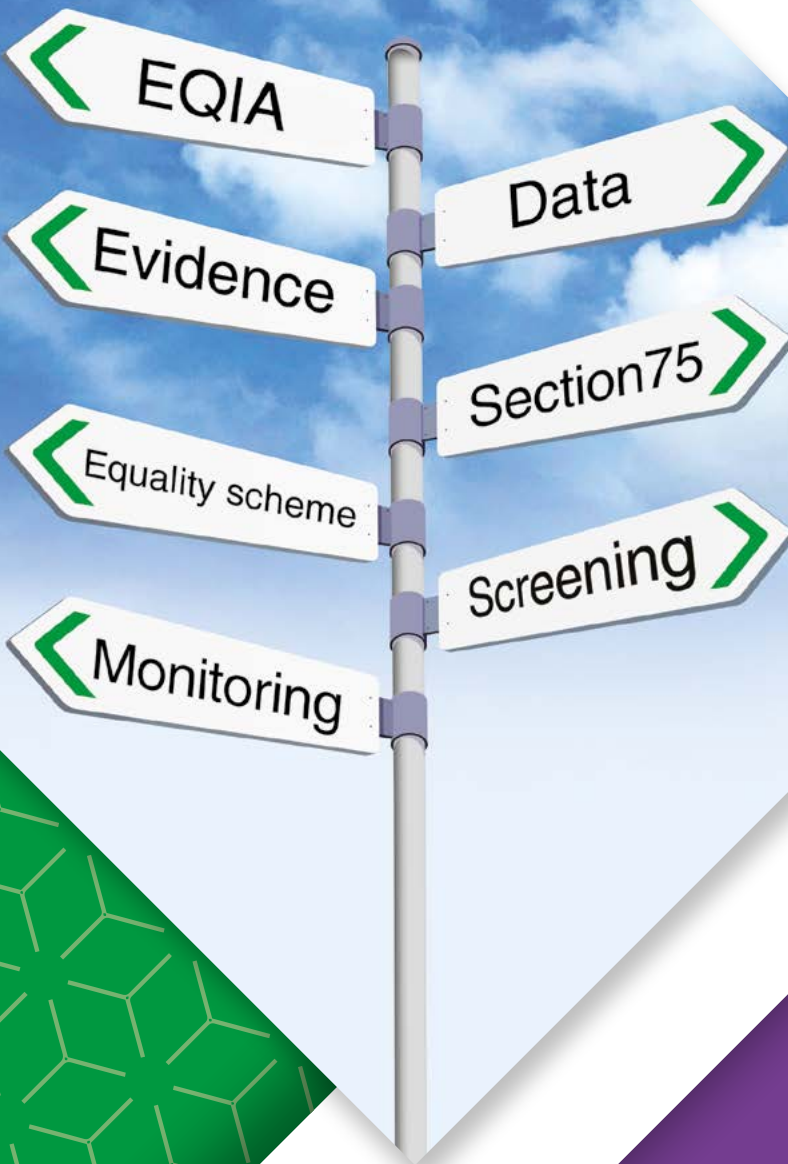 EQIA
Data
Evidence
Section75
Equality scheme
Screening
Monitoring